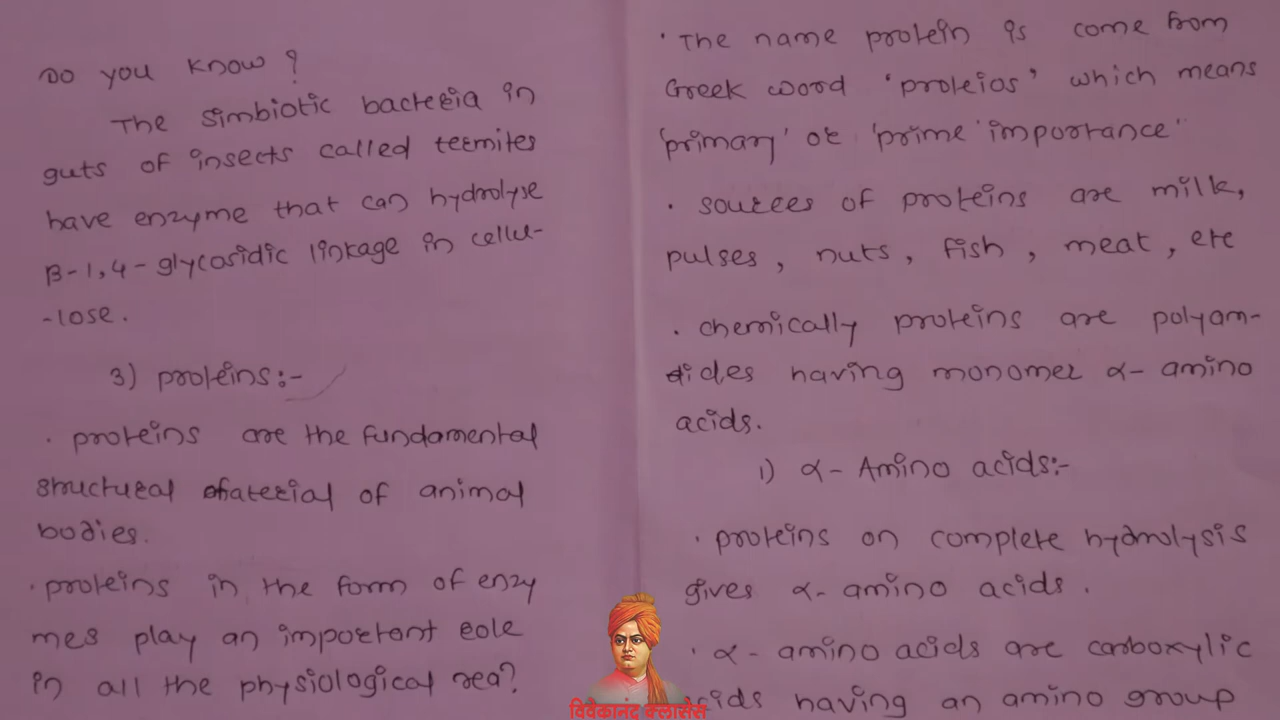 Do you know ?
The simbiotic bacteria in
guts of insects called termites
have enzyme that can hydrolyse
β-1,4-glycosidic linkage in cellu-
-lose.
3) proteins:-
· proteins are the fundamental
structural material of animal
bodies.
· proteins in the form of enzy
mes play an important role
in all the physiological rea?
· The name protein is come from
Greek word 'proteios' which means
'primary' or 'prime importance"
· sources of proteins are milk,
pulses, nuts, fish, meat, etc
· chemically proteins are polyam-
ides having monomer α- amino
acids.
1) α- Amino acids:-
· proteins on complete hydrolysis
gives α- amino acids.
· α- amino acids are carboxylic
cids having an amino group
विवेकानंद क्लासेस